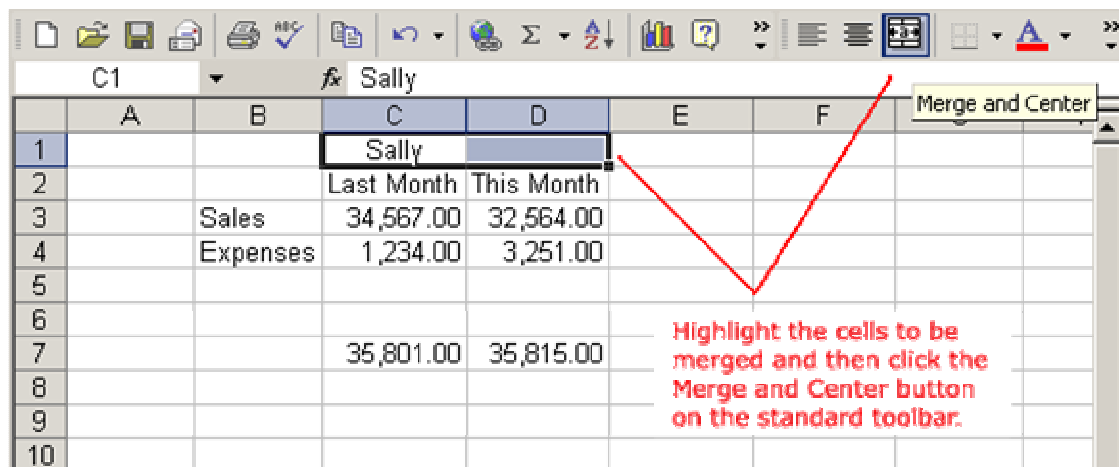 C1 fx Sally
Merge and Center
A B C D E F
1 Sally
2 Last Month This Month
3 Sales 34,567.00 32,564.00
4 Expenses 1,234.00 3,251.00
5
6
7 35,801.00 35,815.00
8
9
10
Highlight the cells to be
merged and then click the
Merge and Center button
on the standard toolbar.